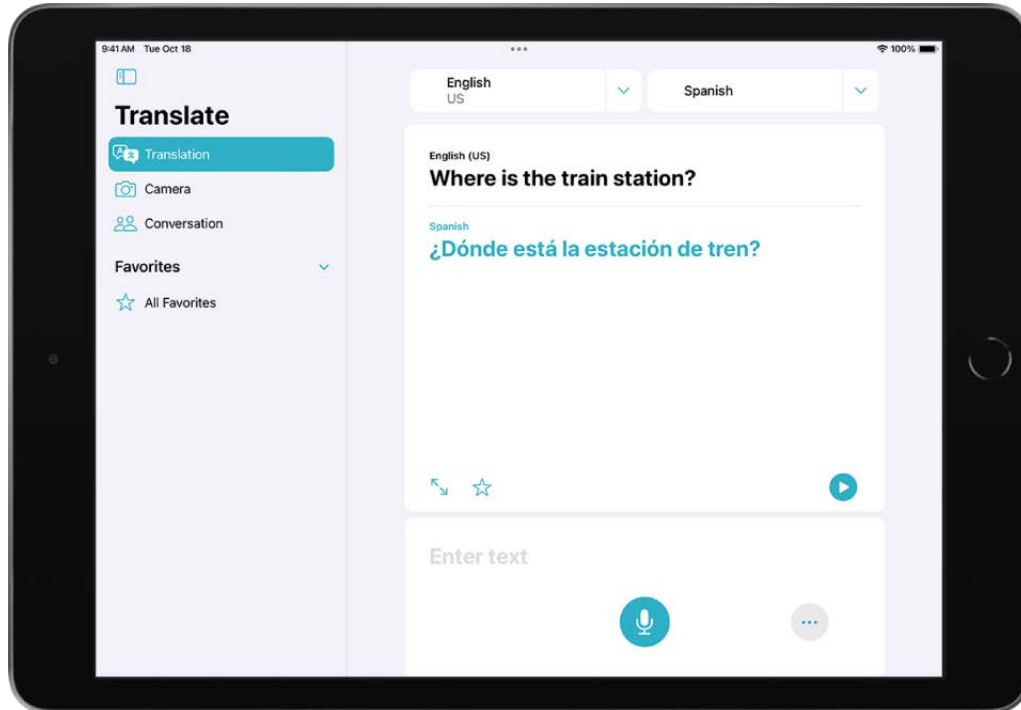 9:41 AM Tue Oct 18
100%
Translate
Translation
Camera
Conversation
Favorites
All Favorites
English
US
Spanish
English (US)
Where is the train station?
Spanish
¿Dónde está la estación de tren?
Enter text